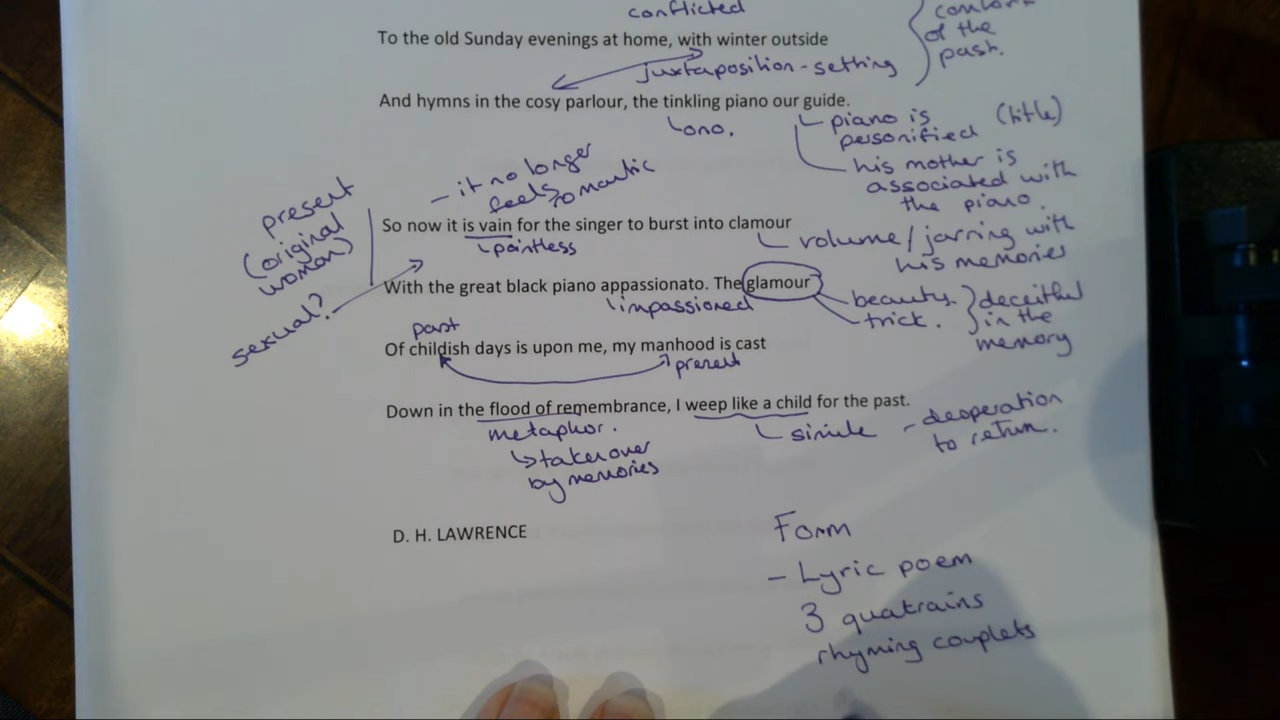 conflicted
comfort
of the
past.
To the old Sunday evenings at home, with winter outside
juxtaposition - setting
And hymns in the cosy parlour, the tinkling piano our guide.
ono.
piano is (title)
personified
his mother is
associated with
the piano.
- it no longer
feels romantic
present
(original
woman)
So now it is vain for the singer to burst into clamour
pointless
volume / jarring with
his memories
With the great black piano appassionato. The glamour
impassioned
beauty
trick.
deceitful
in the
memory
sexual?
past
Of childish days is upon me, my manhood is cast
present
Down in the flood of remembrance, I weep like a child for the past.
metaphor.
takeover
by memories
simile - desperation
to return.
D. H. LAWRENCE
Form
- Lyric poem
3 quatrains
rhyming couplets